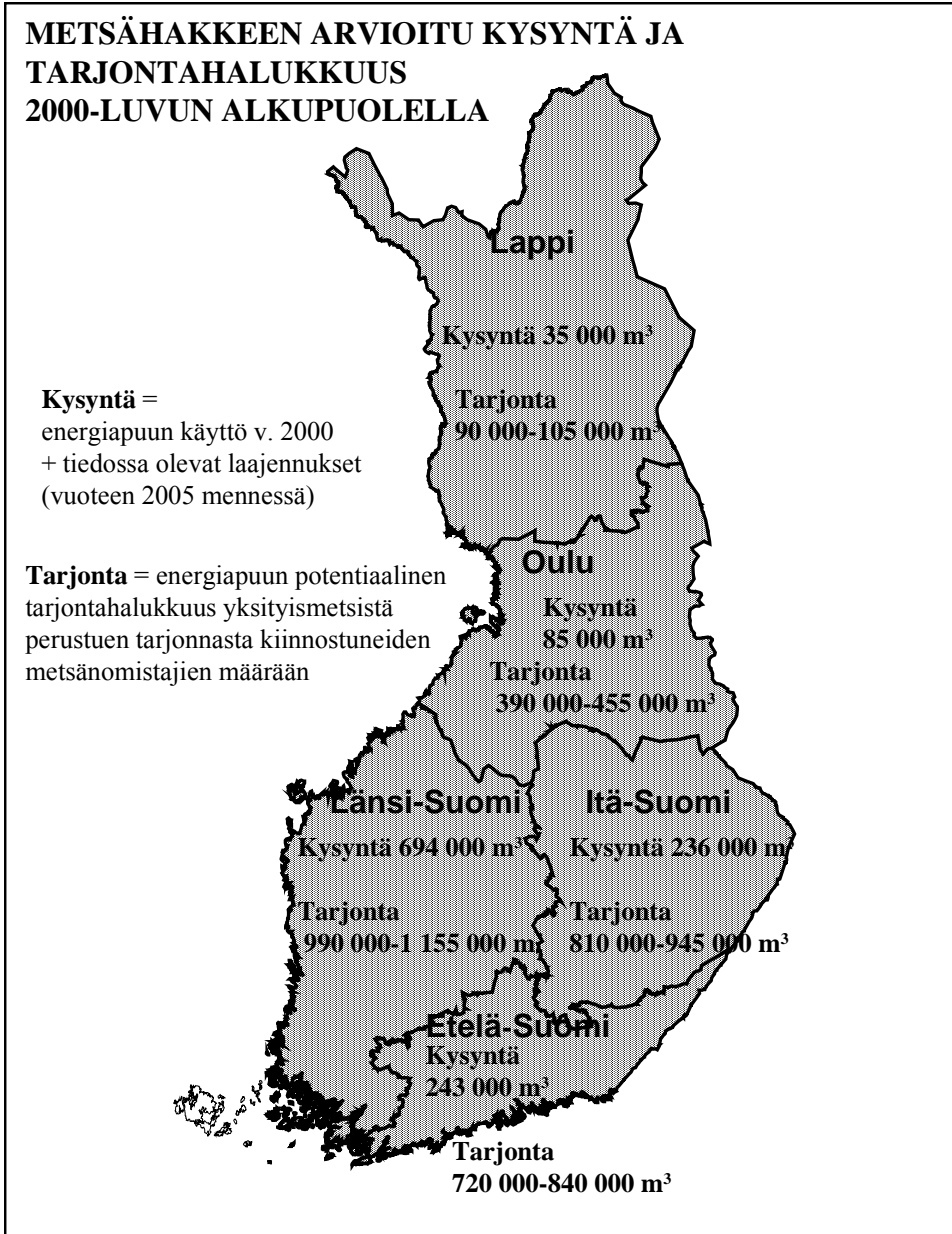 METSÄHAKKEEN ARVIOITU KYSYNTÄ JA
TARJONTAHALUKKUUS
2000-LUVUN ALKUPUOLELLA
Lappi
Kysyntä 35 000 m³
Tarjonta
90 000-105 000 m³
Kysyntä =
energiapuun käyttö v. 2000
+ tiedossa olevat laajennukset
(vuoteen 2005 mennessä)
Tarjonta = energiapuun potentiaalinen
tarjontahalukkuus yksityismetsistä
perustuen tarjonnasta kiinnostuneiden
metsänomistajien määrään
Oulu
Kysyntä
85 000 m³
Tarjonta
390 000-455 000 m³
Länsi-Suomi
Kysyntä 694 000 m³
Tarjonta
990 000-1 155 000 m
Itä-Suomi
Kysyntä 236 000 m
Tarjonta
810 000-945 000 m³
Etelä-Suomi
Kysyntä
243 000 m³
Tarjonta
720 000-840 000 m³